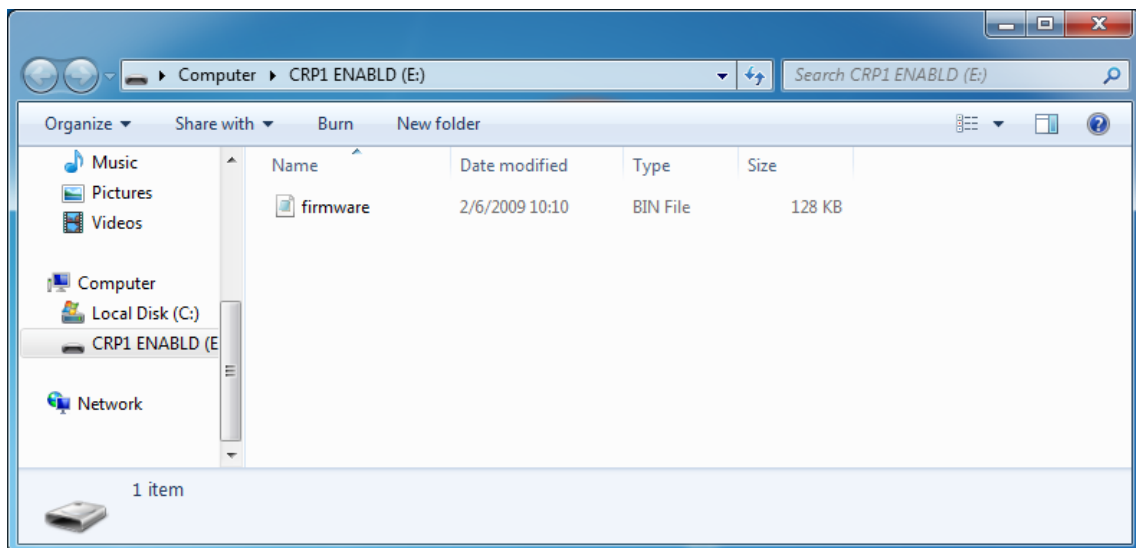 Computer CRP1 ENABLD (E:) Search CRP1 ENABLD (E:)
Organize Share with Burn New folder
Music
Pictures
Videos
Computer
Local Disk (C:)
CRP1 ENABLD (E
Network
Name Date modified Type Size
firmware 2/6/2009 10:10 BIN File 128 KB
1 item